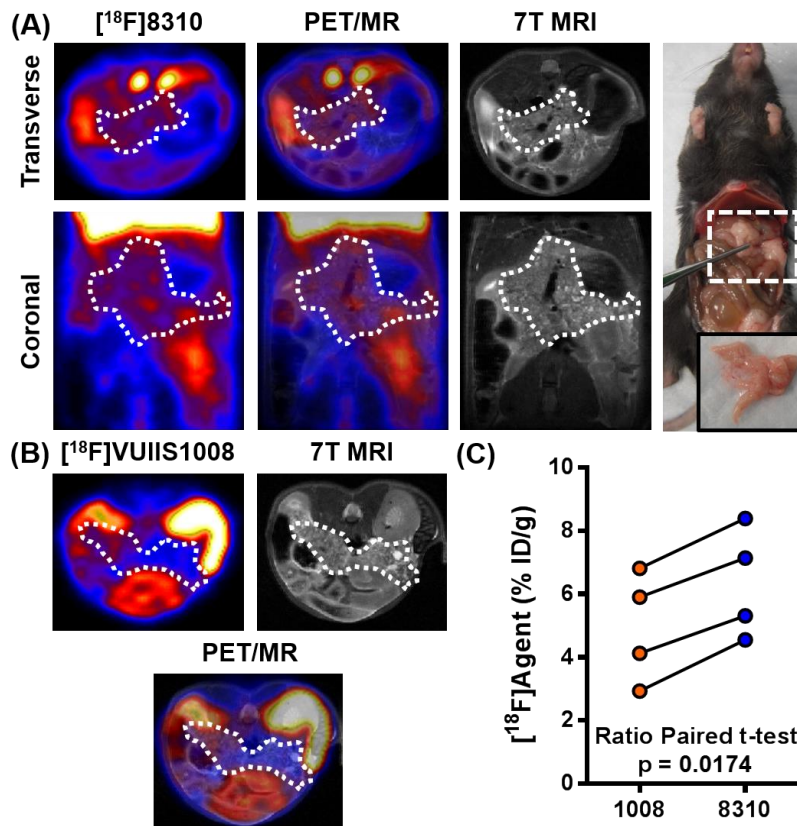 (A)
[¹⁸F]8310
PET/MR
7T MRI
Transverse
Coronal
(B)
[¹⁸F]VUIIS1008
7T MRI
PET/MR
(C)
[¹⁸F]Agent (% ID/g)
10
8
6
4
2
0
Ratio Paired t-test
p = 0.0174
1008
8310